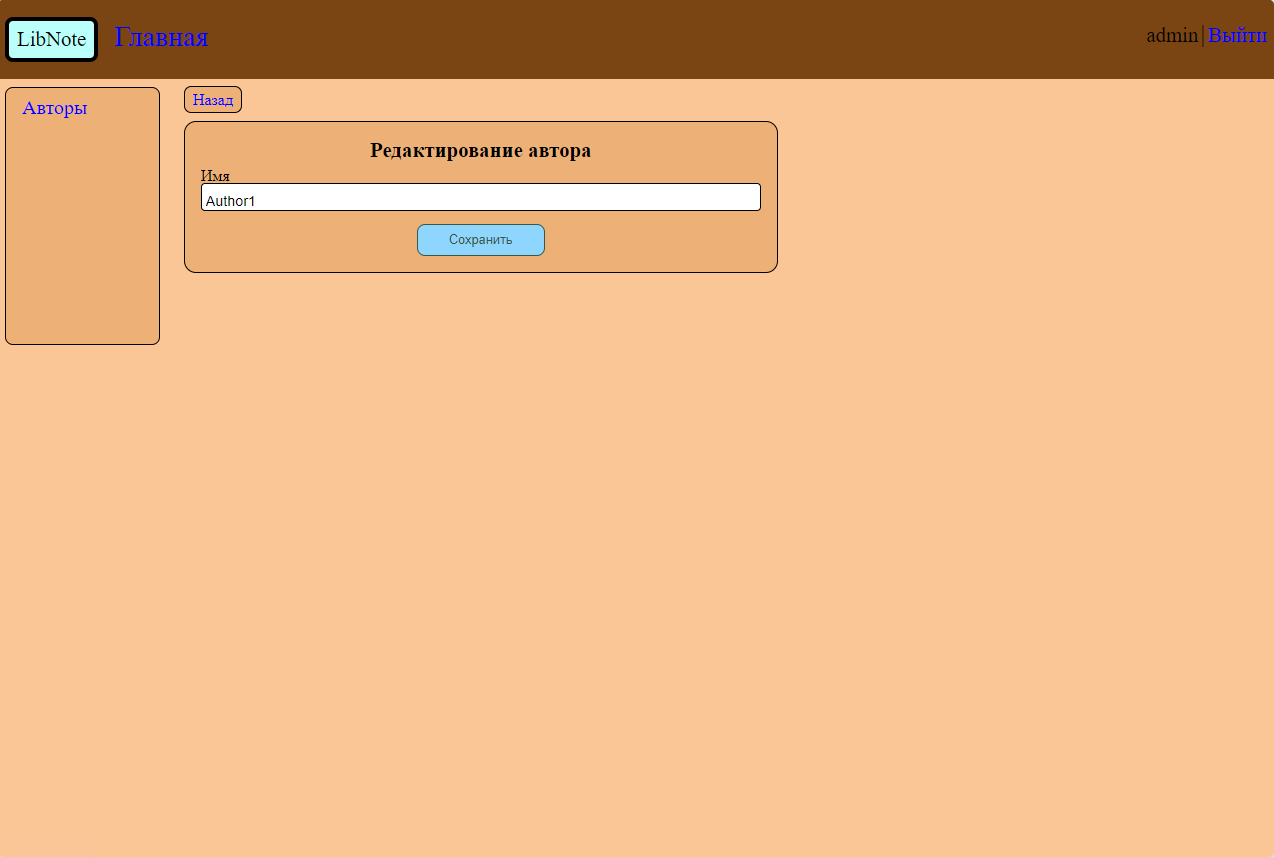 LibNote Главная admin|Выйти
Авторы
Назад
Редактирование автора
Имя
Author1
Сохранить